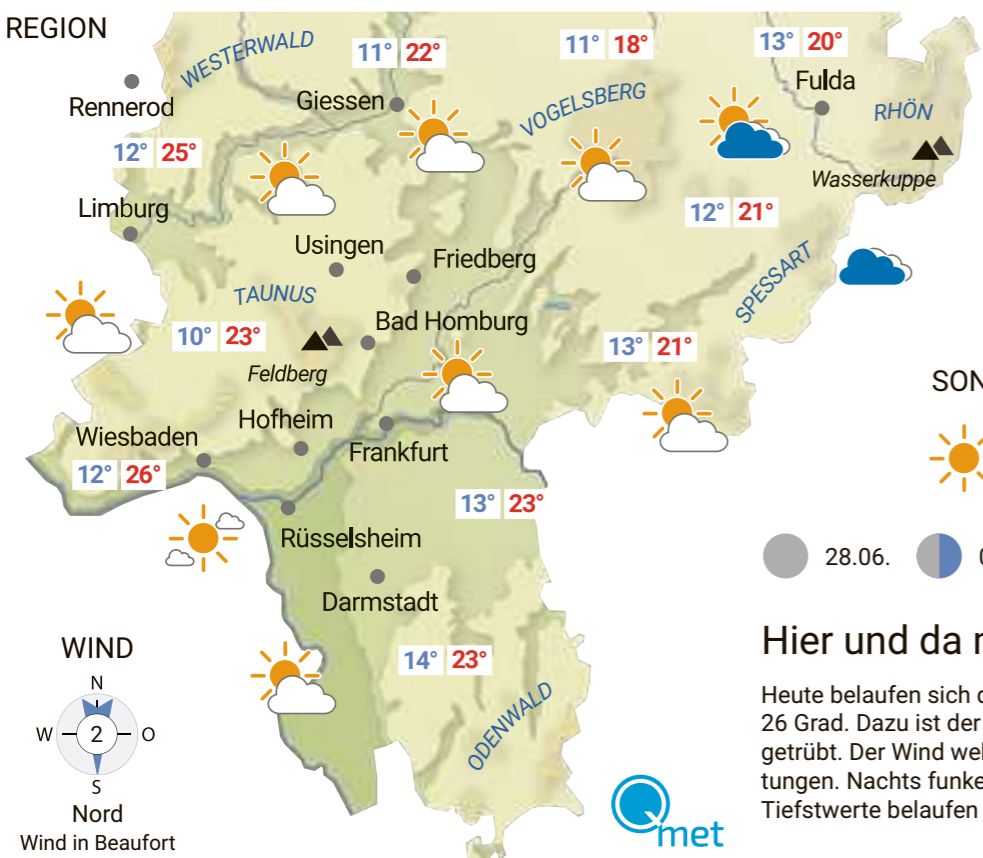 REGION
WESTERWALD
11° 22°
11° 18°
13° 20°
Rennerod
Giessen
VOGELSBERG
Fulda
RHÖN
12° 25°
Wasserkuppe
Limburg
12° 21°
Usingen
Friedberg
SPESSART
TAUNUS
10° 23°
Bad Homburg
13° 21°
Feldberg
SON
Hofheim
Wiesbaden
Frankfurt
12° 26°
13° 23°
Rüsselsheim
28.06.
Darmstadt
WIND
Hier und da
14° 23°
N
W 2 O
S
ODENWALD
Heute belaufen sich
26 Grad. Dazu ist der
getrübt. Der Wind
tungen. Nachts
Tiefstwerte belaufen
Nord
Wind in Beaufort
Qmet